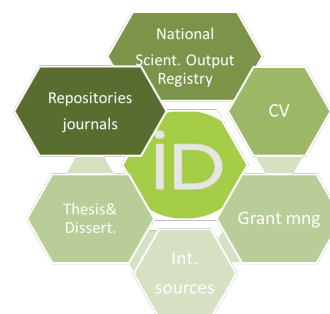 National
Scient. Output
Registry
Repositories
journals
CV
iD
Thesis&
Dissert.
Grant mng
Int.
sources